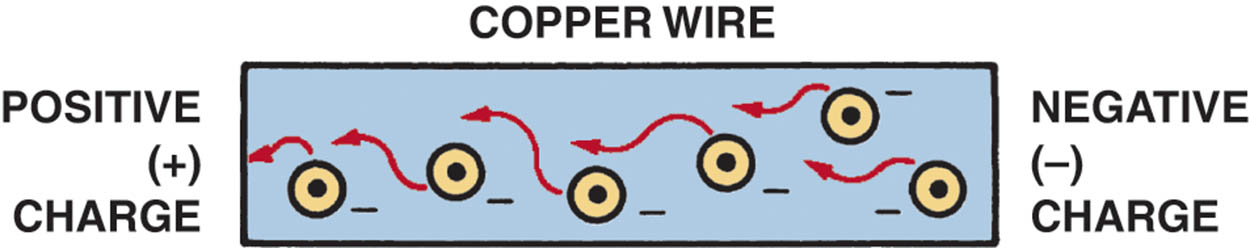 COPPER WIRE
POSITIVE
(+)
CHARGE
NEGATIVE
(–)
CHARGE